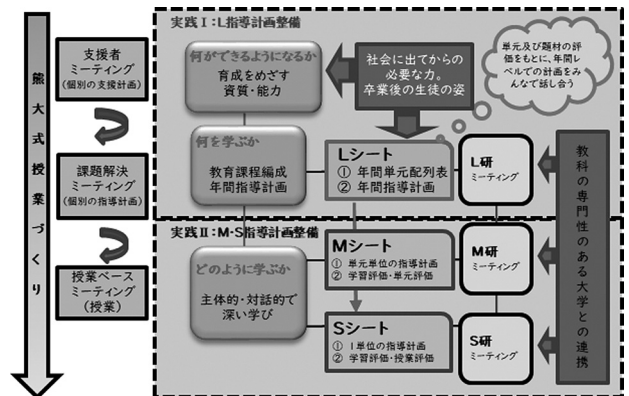 熊大式授業づくり
支援者
ミーティング
(個別の支援計画)
課題解決
ミーティング
(個別の指導計画)
授業ベース
ミーティング
(授業)
実践Ⅰ:L指導計画整備
何ができるようになるか
育成をめざす
資質・能力
社会に出てからの
必要な力。
卒業後の生徒の姿
単元及び題材の評
価をもとに、年間レ
ベルでの計画をみ
んなで話し合う
何を学ぶか
教育課程編成
年間指導計画
Lシート
① 年間単元配列表
② 年間指導計画
L研
ミーティング
実践Ⅱ:M-S指導計画整備
どのように学ぶか
主体的・対話的で
深い学び
Mシート
① 単元単位の指導計画
② 学習評価・単元評価
M研
ミーティング
Sシート
① 1単位の指導計画
② 学習評価・授業評価
S研
ミーティング
教科の専門性のある大学との連携